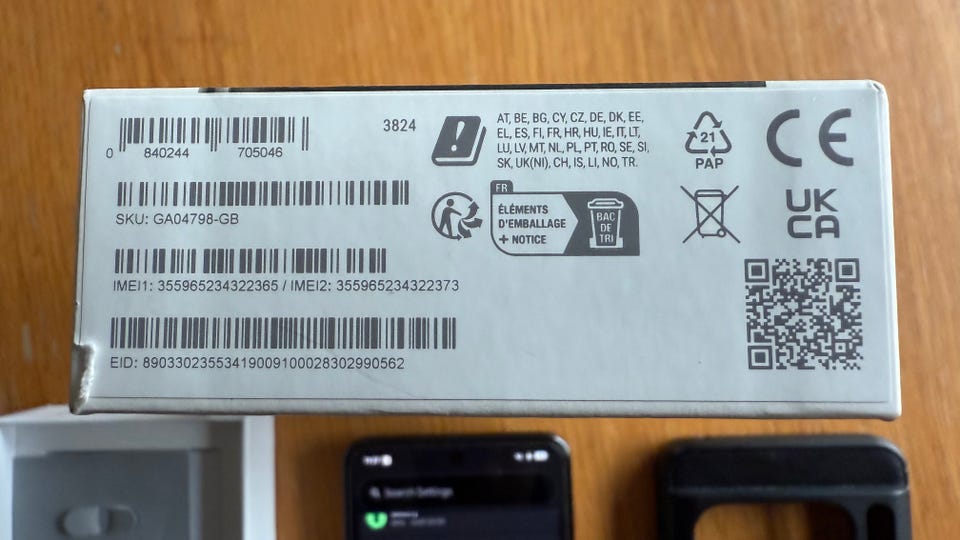 0 840244 705046
3824
SKU: GA04798-GB
IMEI1: 355965234322365 / IMEI2: 355965234322373
EID: 89033023553419009100028302990562
AT, BE, BG, CY, CZ, DE, DK, EE,
EL, ES, FI, FR, HR, HU, IE, IT, LT,
LU, LV, MT, NL, PL, PT, RO, SE, SI,
SK, UK(NI), CH, IS, LI, NO, TR.
FR
ÉLÉMENTS
D'EMBALLAGE
+ NOTICE
BAC
DE
TRI
21
PAP
CE
UK
CA
Search Settings